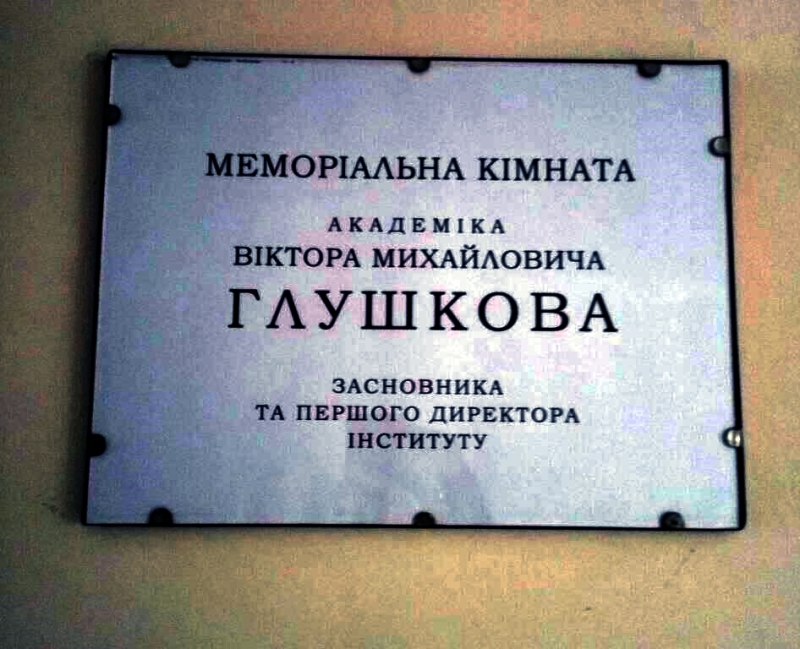 МЕМОРІАЛЬНА КІМНАТА
АКАДЕМІКА
ВІКТОРА МИХАЙЛОВИЧА
ГЛУШКОВА
ЗАСНОВНИКА
ТА ПЕРШОГО ДИРЕКТОРА
ІНСТИТУТУ